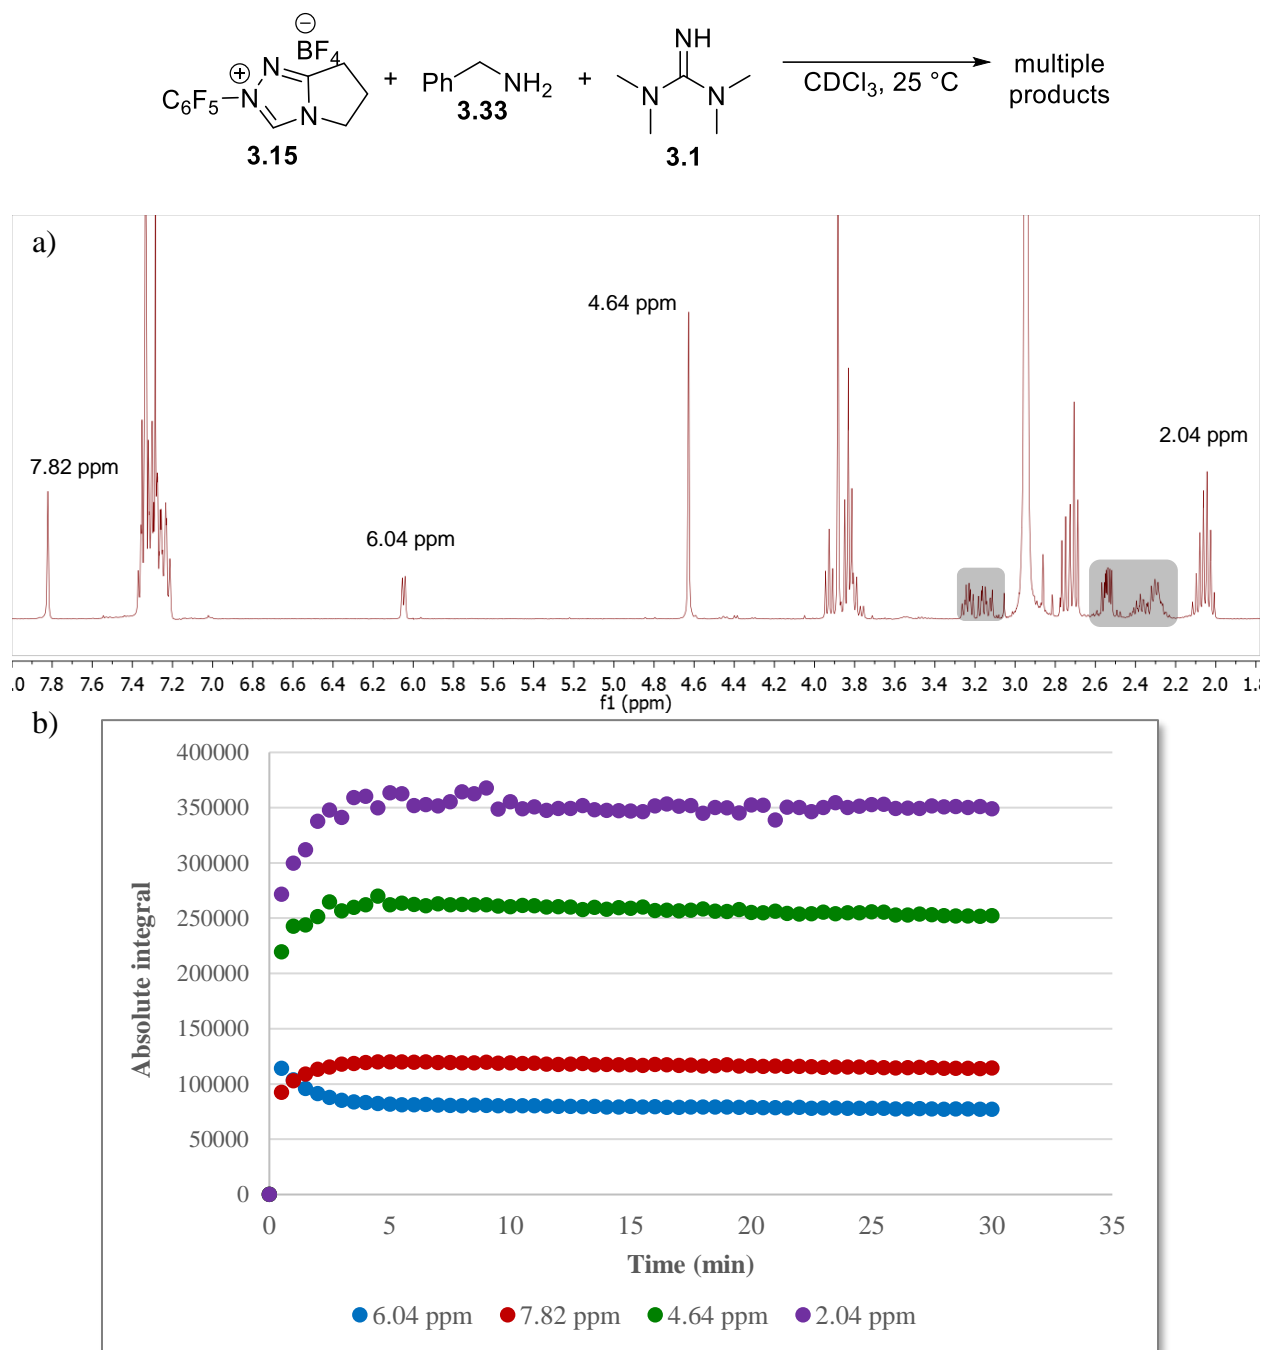 ⊖
BF4
N
⊕
C6F5
N
N
3.15
+
Ph
NH2
3.33
+
NH
N
N
3.1
CDCl3, 25 °C
multiple
products
a)
7.82 ppm
6.04 ppm
4.64 ppm
2.04 ppm
.0 7.8 7.6 7.4 7.2 7.0 6.8 6.6 6.4 6.2 6.0 5.8 5.6 5.4 5.2 5.0 4.8 4.6 4.4 4.2 4.0 3.8 3.6 3.4 3.2 3.0 2.8 2.6 2.4 2.2 2.0 1.8
f1 (ppm)
b)
400000
350000
300000
250000
200000
150000
100000
50000
0
Absolute integral
0 5 10 15 20 25 30 35
Time (min)
6.04 ppm 7.82 ppm 4.64 ppm 2.04 ppm